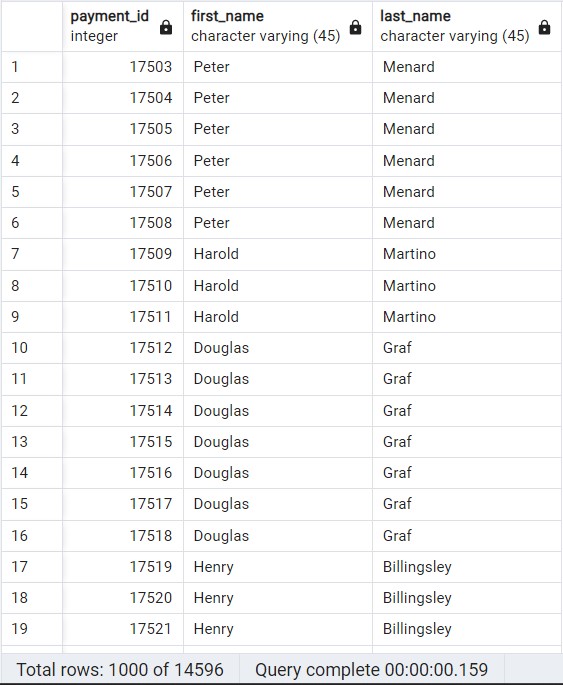 payment_id first_name last_name
integer character varying (45) character varying (45)
1 17503 Peter Menard
2 17504 Peter Menard
3 17505 Peter Menard
4 17506 Peter Menard
5 17507 Peter Menard
6 17508 Peter Menard
7 17509 Harold Martino
8 17510 Harold Martino
9 17511 Harold Martino
10 17512 Douglas Graf
11 17513 Douglas Graf
12 17514 Douglas Graf
13 17515 Douglas Graf
14 17516 Douglas Graf
15 17517 Douglas Graf
16 17518 Douglas Graf
17 17519 Henry Billingsley
18 17520 Henry Billingsley
19 17521 Henry Billingsley
Total rows: 1000 of 14596 Query complete 00:00:00.159